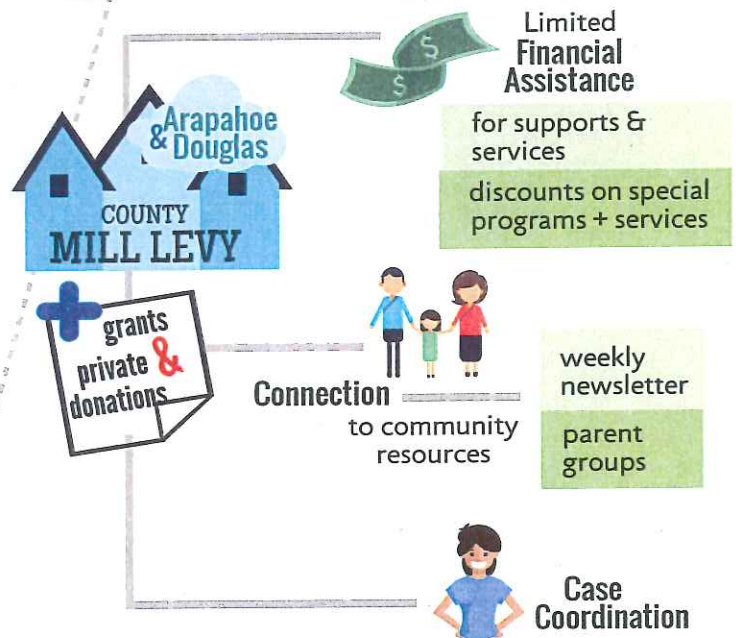 Limited
Financial
Assistance
$
$
for supports &
services
discounts on special
programs + services
Arapahoe
& Douglas
COUNTY
MILL LEVY
grants
private &
donations
Connection
to community
resources
weekly
newsletter
parent
groups
Case
Coordination